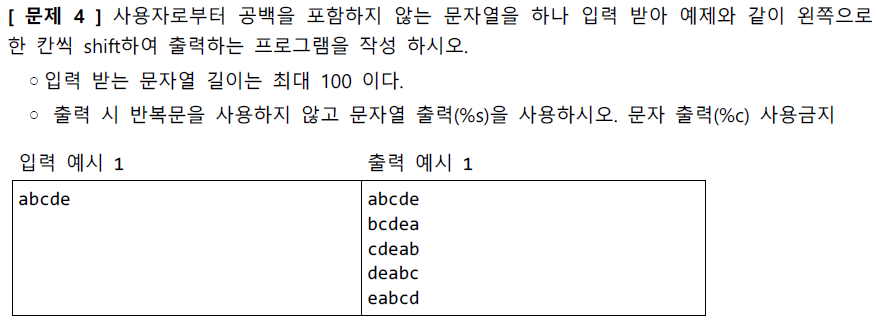 [ 문제 4 ] 사용자로부터 공백을 포함하지 않는 문자열을 하나 입력 받아 예제와 같이 왼쪽으로
한 칸씩 shift하여 출력하는 프로그램을 작성 하시오.
○ 입력 받는 문자열 길이는 최대 100 이다.
○ 출력 시 반복문을 사용하지 않고 문자열 출력(%s)을 사용하시오. 문자 출력(%c) 사용금지
입력 예시 1
출력 예시 1
abcde
abcde
bcdea
cdeab
deabc
eabcd